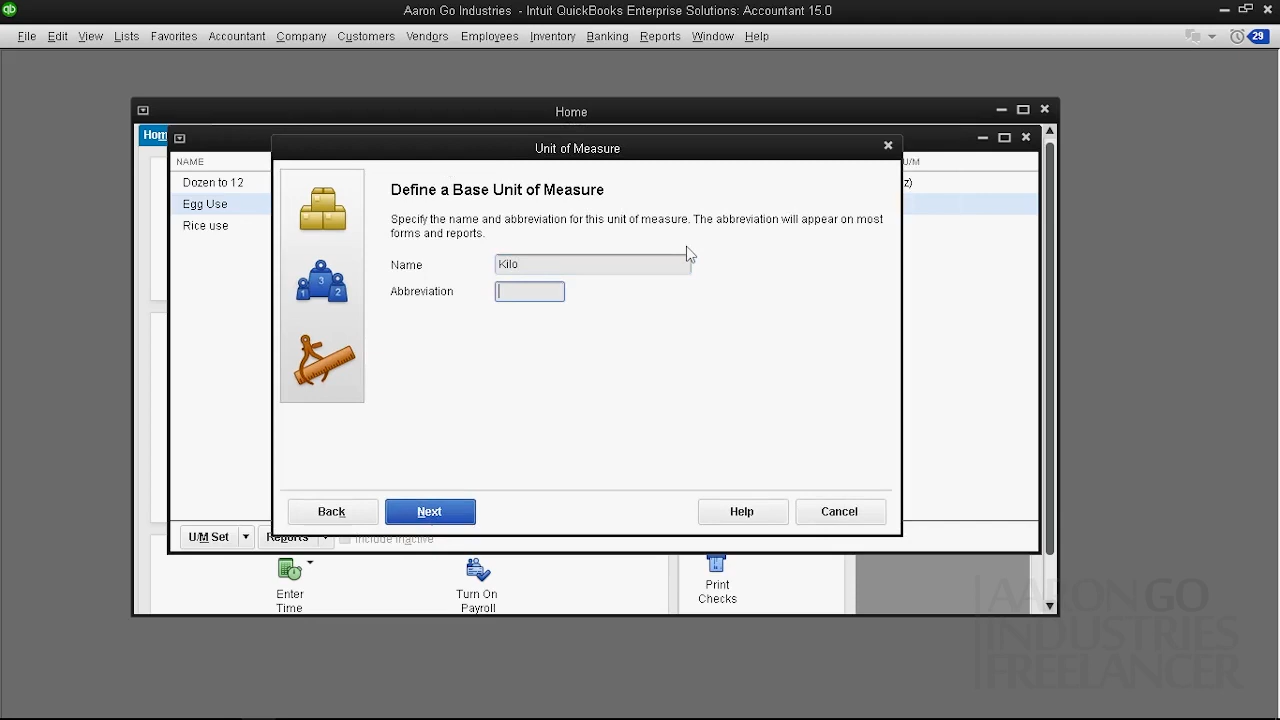 Aaron Go Industries - Intuit QuickBooks Enterprise Solutions: Accountant 15.0
File Edit View Lists Favorites Accountant Company Customers Vendors Employees Inventory Banking Reports Window Help
29
Home
Hom
Unit of Measure
NAME
U/M
Dozen to 12
z)
Egg Use
Rice use
Define a Base Unit of Measure
Specify the name and abbreviation for this unit of measure. The abbreviation will appear on most
forms and reports.
Name Kilo
Abbreviation
3
1 2
Back Next Help Cancel
U/M Set Reports Include inactive
Enter
Time
Turn On
Payroll
Print
Checks
AARON GO
INDUSTRIES
FREELANCER